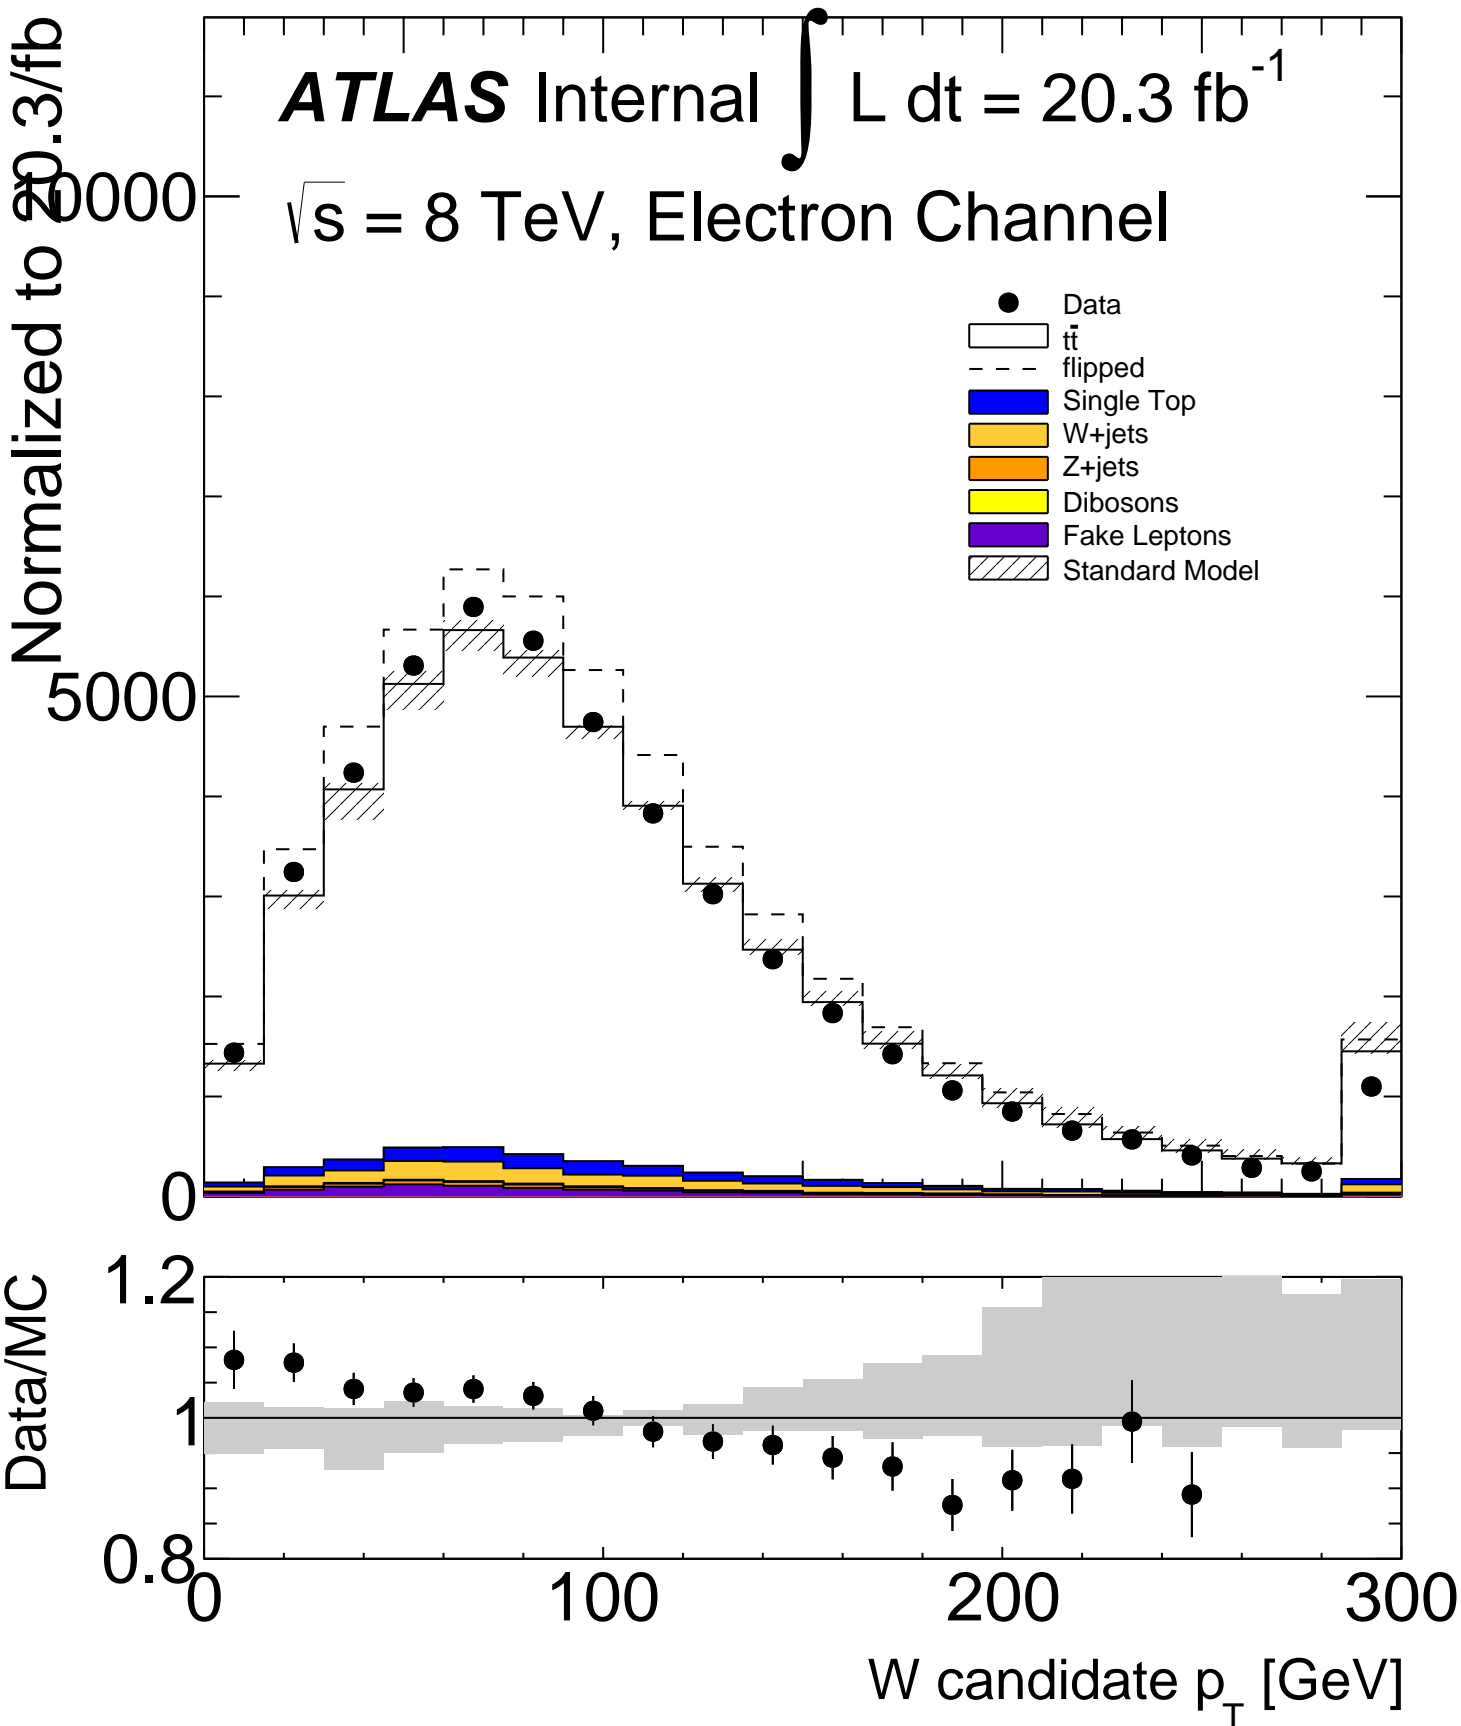 Normalized to 20.3/fb
ATLAS Internal ∫ L dt = 20.3 fb⁻¹
√s = 8 TeV, Electron Channel
10000
5000
0
Data
tt̄
flipped
Single Top
W+jets
Z+jets
Dibosons
Fake Leptons
Standard Model
Data/MC
1.2
1
0.8
0 100 200 300
W candidate p_T [GeV]